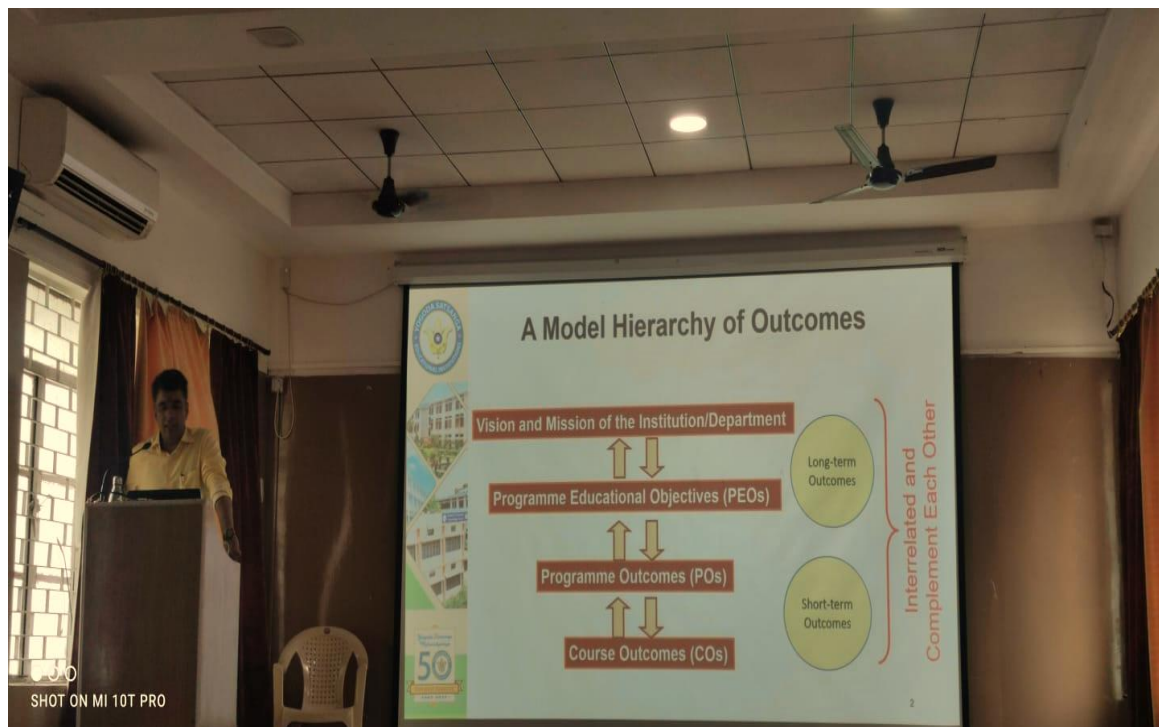 A Model Hierarchy of Outcomes
Vision and Mission of the Institution/Department
Programme Educational Objectives (PEOs)
Programme Outcomes (POs)
Course Outcomes (COs)
Long-term
Outcomes
Short-term
Outcomes
Interrelated and
Complement Each Other
YOGODA SATSANGA
50
2
SHOT ON MI 10T PRO